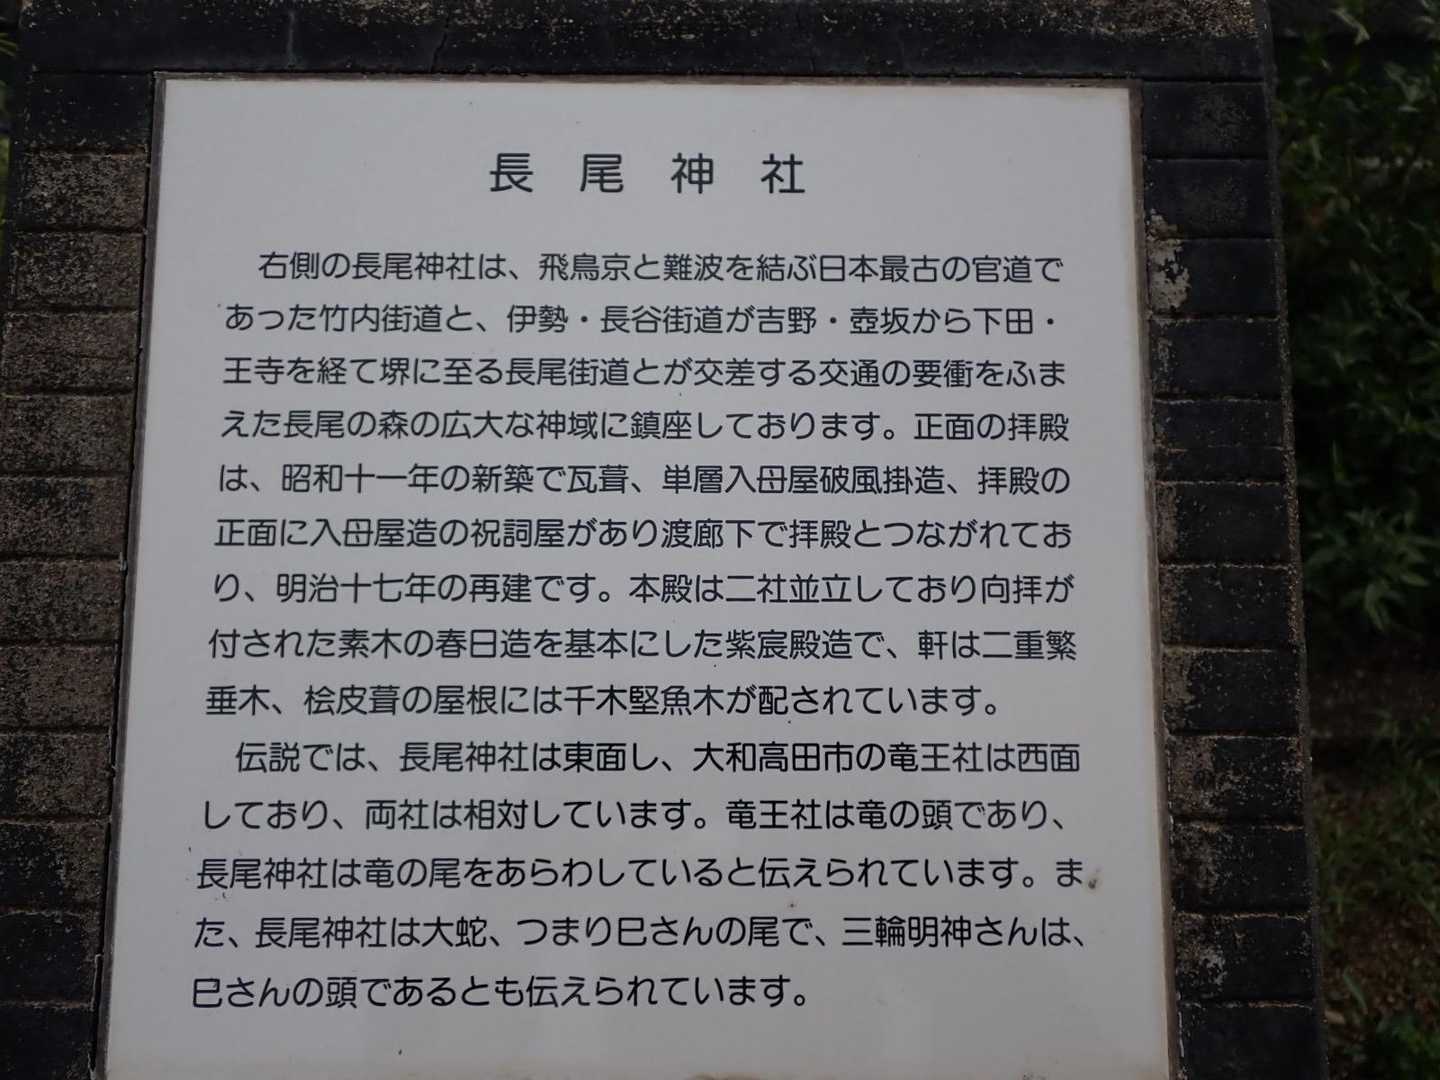 長尾神社
右側の長尾神社は、飛鳥京と難波を結ぶ日本最古の官道で
あった竹内街道と、伊勢・長谷街道が吉野・壺坂から下田・
王寺を経て堺に至る長尾街道とが交差する交通の要衝をふま
えた長尾の森の広大な神域に鎮座しております。正面の拝殿
は、昭和十一年の新築で瓦葺、単層入母屋破風掛造、拝殿の
正面に入母屋造の祝詞屋があり渡廊下で拝殿とつながれてお
り、明治十七年の再建です。本殿は二社並立しており向拝が
付された素木の春日造を基本にした紫宸殿造で、軒は二重繁
垂木、桧皮葺の屋根には千木堅魚木が配されています。
伝説では、長尾神社は東面し、大和高田市の竜王社は西面
しており、両社は相対しています。竜王社は竜の頭であり、
長尾神社は竜の尾をあらわしていると伝えられています。ま
た、長尾神社は大蛇、つまり巳さんの尾で、三輪明神さんは、
巳さんの頭であるとも伝えられています。